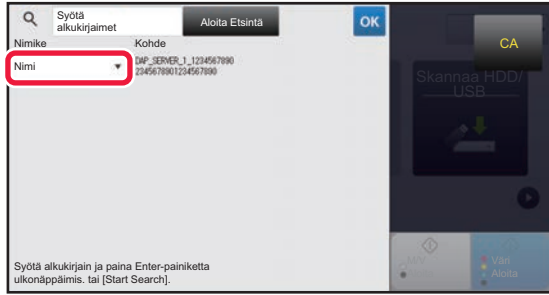 Syötä
alkukirjaimet
Aloita Etsintä
OK
CA
Nimike
Kohde
Nimi
DAP_SERVER_1_1234567890
2345678901234567890
Skannaa HDD/
USB
Syötä alkukirjain ja paina Enter-painiketta
ulkonäppäimis. tai [Start Search].
Väri
Aloita